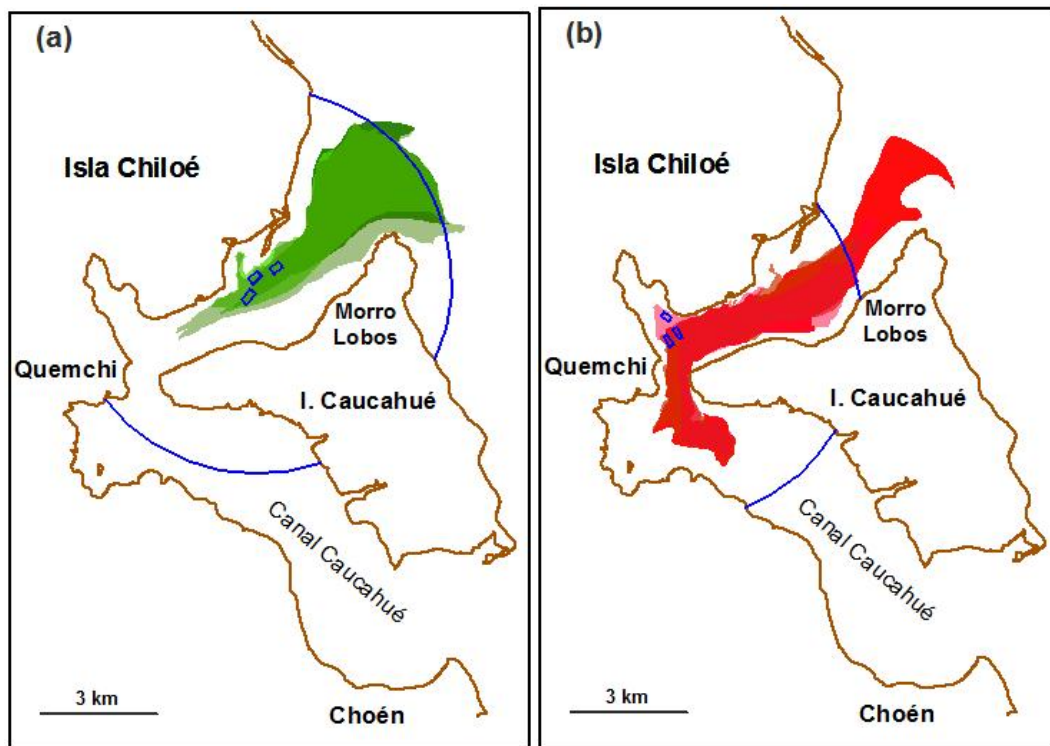 (a)
Isla Chiloé
Morro
Lobos
Quemchi
I. Caucahué
Canal Caucahué
3 km
Choén
(b)
Isla Chiloé
Morro
Lobos
Quemchi
I. Caucahué
Canal Caucahué
3 km
Choén